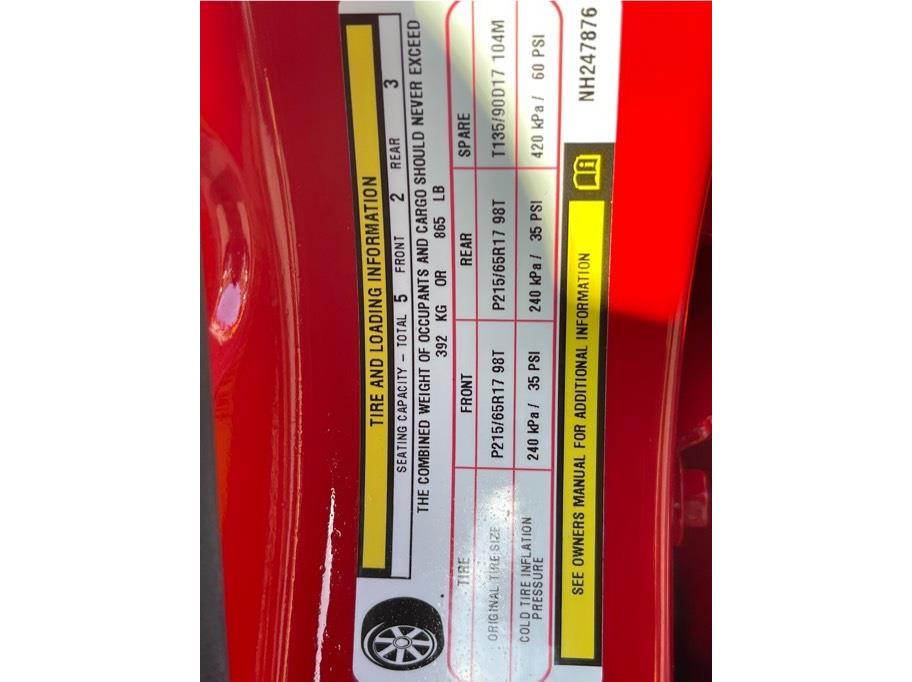 TIRE AND LOADING INFORMATION
SEATING CAPACITY – TOTAL 5 FRONT 2 REAR 3
THE COMBINED WEIGHT OF OCCUPANTS AND CARGO SHOULD NEVER EXCEED
392 KG OR 865 LB
TIRE FRONT REAR SPARE
ORIGINAL TIRE SIZE P215/65R17 98T P215/65R17 98T T135/90D17 104M
COLD TIRE INFLATION
PRESSURE 240 kPa / 35 PSI 240 kPa / 35 PSI 420 kPa / 60 PSI
SEE OWNERS MANUAL FOR ADDITIONAL INFORMATION
NH247876